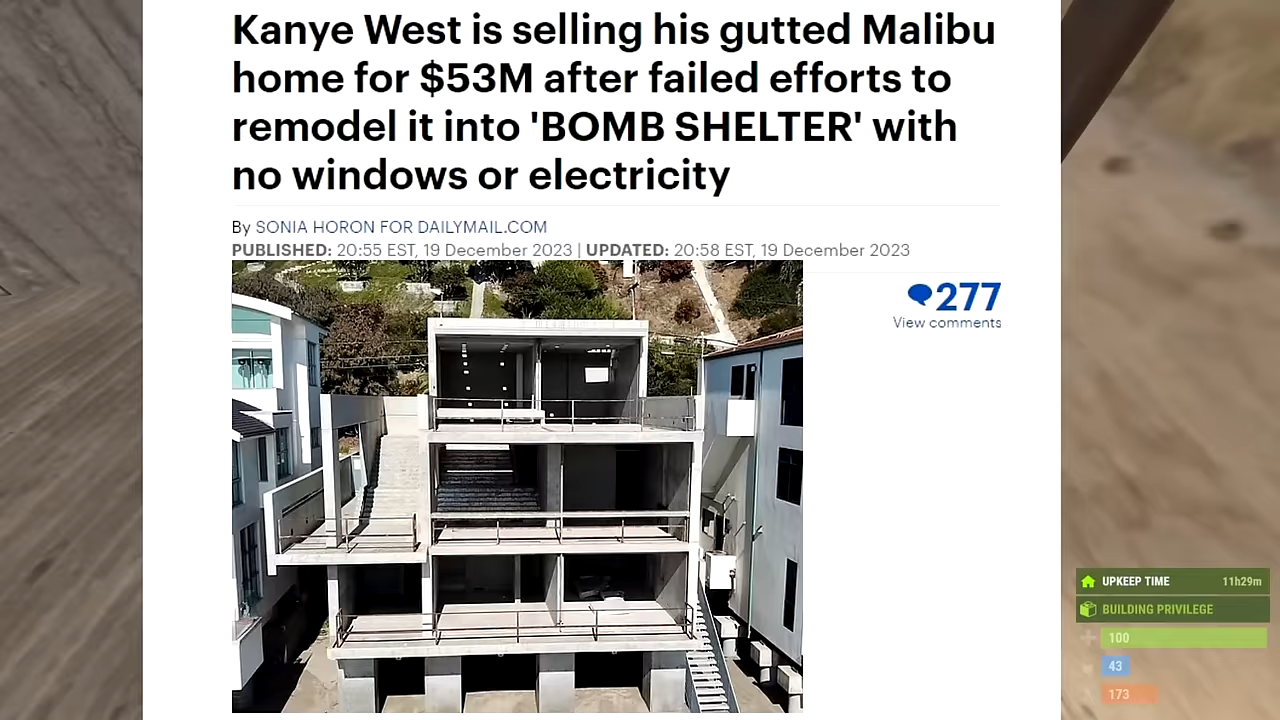 Kanye West is selling his gutted Malibu
home for $53M after failed efforts to
remodel it into 'BOMB SHELTER' with
no windows or electricity
By SONIA HORON FOR DAILYMAIL.COM
PUBLISHED: 20:55 EST, 19 December 2023 | UPDATED: 20:58 EST, 19 December 2023
277
View comments
UPKEEP TIME 11h29m
BUILDING PRIVILEGE
100
43
173